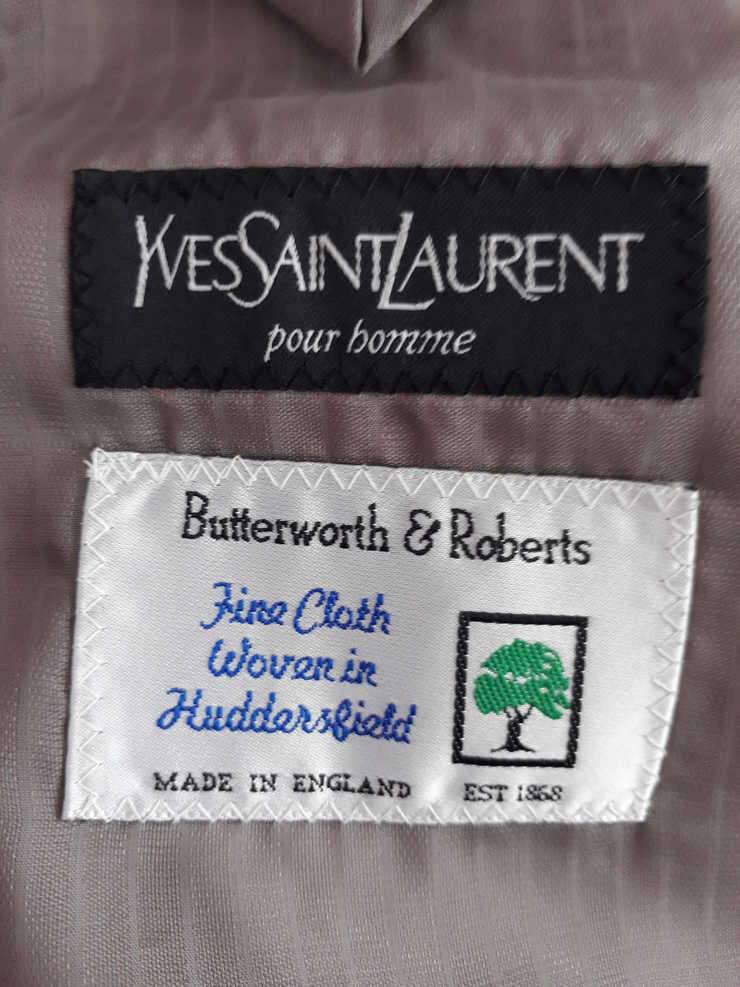 YVESSAINTLAURENT
pour homme
Butterworth & Roberts
Fine Cloth
Woven in
Huddersfield
MADE IN ENGLAND
EST 1868